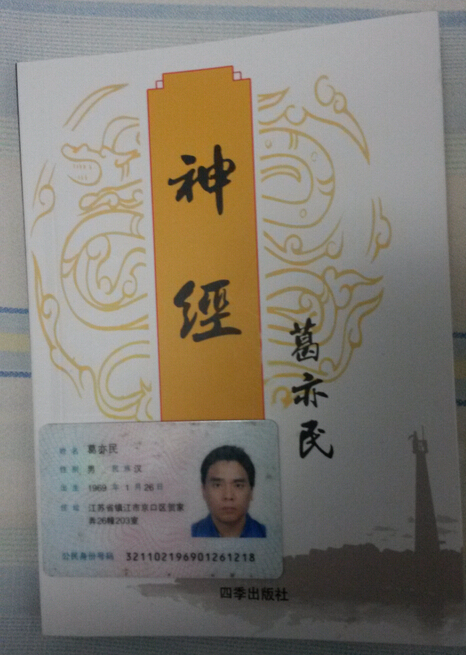 神
經
葛亦民
姓名 葛亦民
性别 男 民族 汉
出生 1969 年 1 月 26 日
住址 江苏省镇江市京口区贺家
弄26幢203室
公民身份号码 321102196901261218
四季出版社